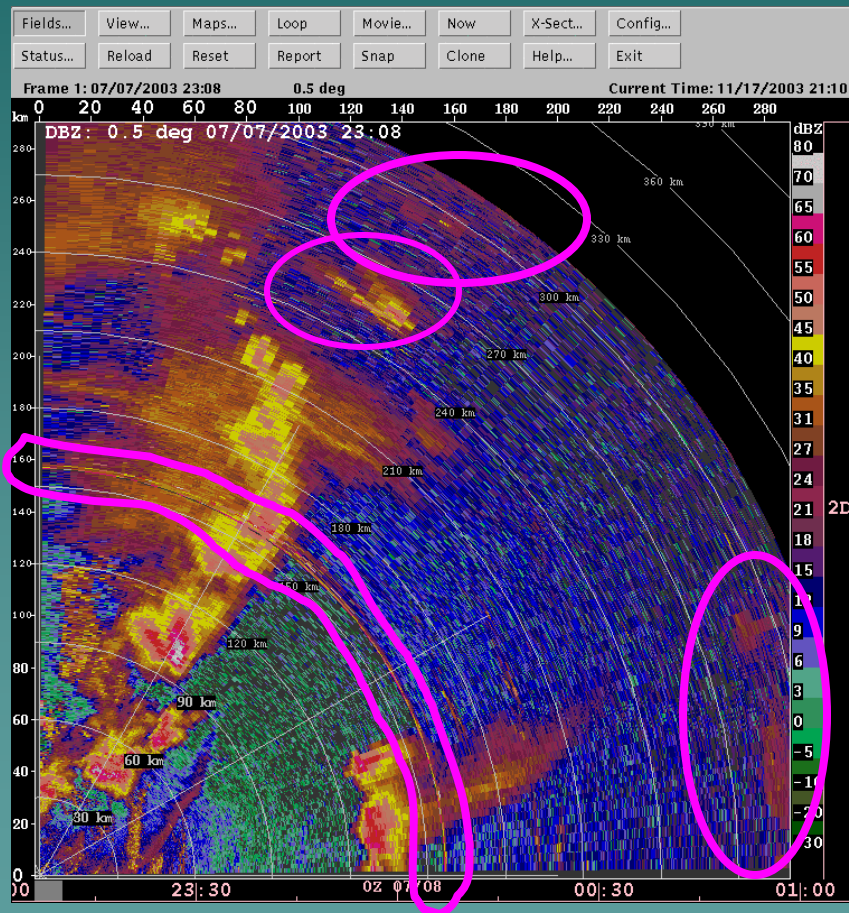 Fields... View... Maps... Loop Movie... Now X-Sect... Config...
Status... Reload Reset Report Snap Clone Help... Exit
Frame 1: 07/07/2003 23:08 0.5 deg Current Time: 11/17/2003 21:10
km 0 20 40 60 80 100 120 140 160 180 200 220 240 260 280
DBZ: 0.5 deg 07/07/2003 23:08
dBZ
80
70
65
60
55
50
45
40
35
31
27
24
21
18
15
12
9
6
3
0
-5
-10
-20
-30
280
260
240
220
200
180
160
140
120
100
80
60
40
20
0
360 km
330 km
300 km
270 km
240 km
210 km
180 km
150 km
120 km
90 km
60 km
30 km
2D
00 23:30 0Z 07/08 00:30 01:00